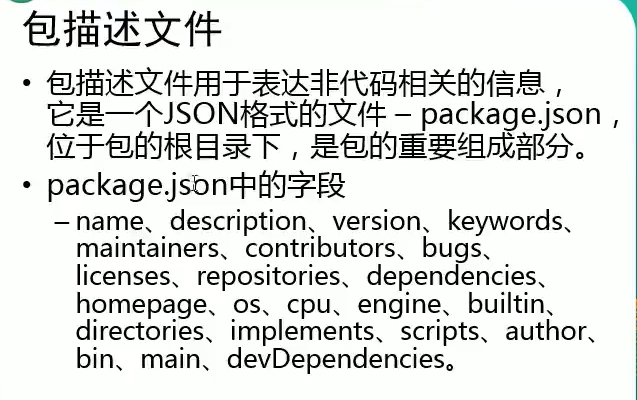 包描述文件
• 包描述文件用于表达非代码相关的信息，
它是一个JSON格式的文件 – package.json，
位于包的根目录下，是包的重要组成部分。
• package.json中的字段
– name、description、version、keywords、
maintainers、contributors、bugs、
licenses、repositories、dependencies、
homepage、os、cpu、engine、builtin、
directories、implements、scripts、author、
bin、main、devDependencies。